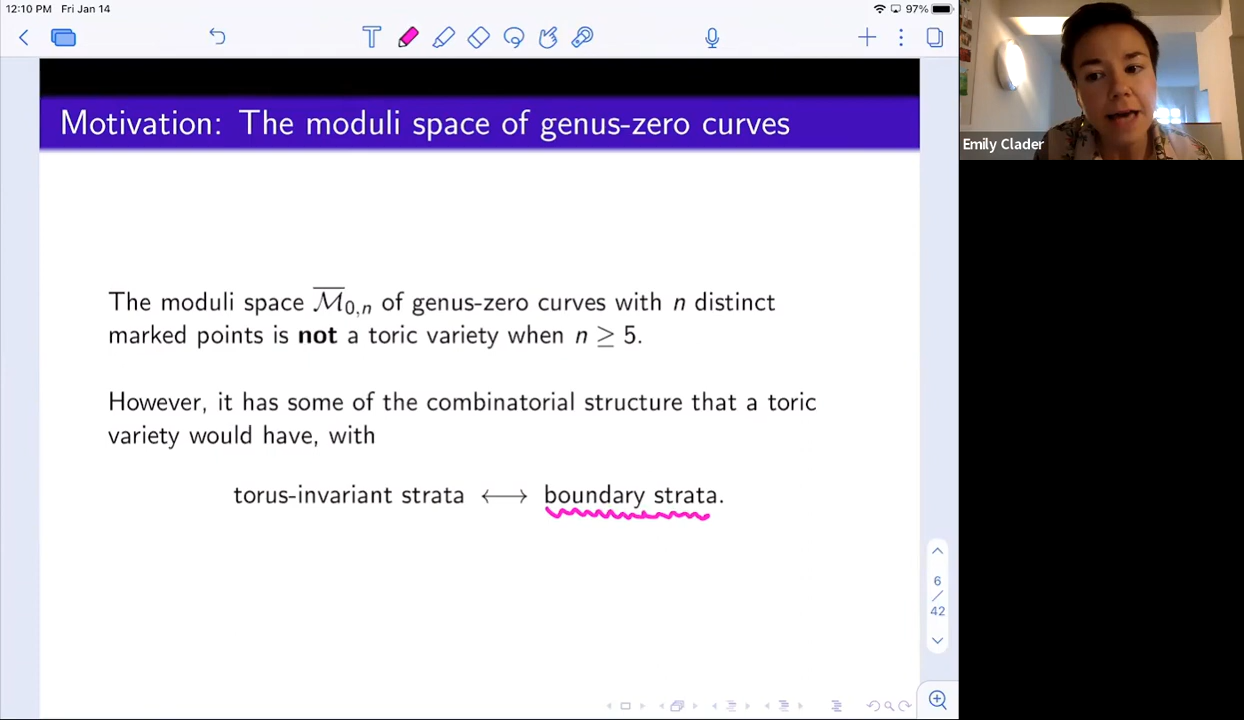 12:10 PM Fri Jan 14
97%
Motivation: The moduli space of genus-zero curves
Emily Clader
The moduli space $\overline{\mathcal{M}}_{0,n}$ of genus-zero curves with n distinct
marked points is not a toric variety when n ≥ 5.
However, it has some of the combinatorial structure that a toric
variety would have, with
torus-invariant strata ⟷ boundary strata.
6
/
42